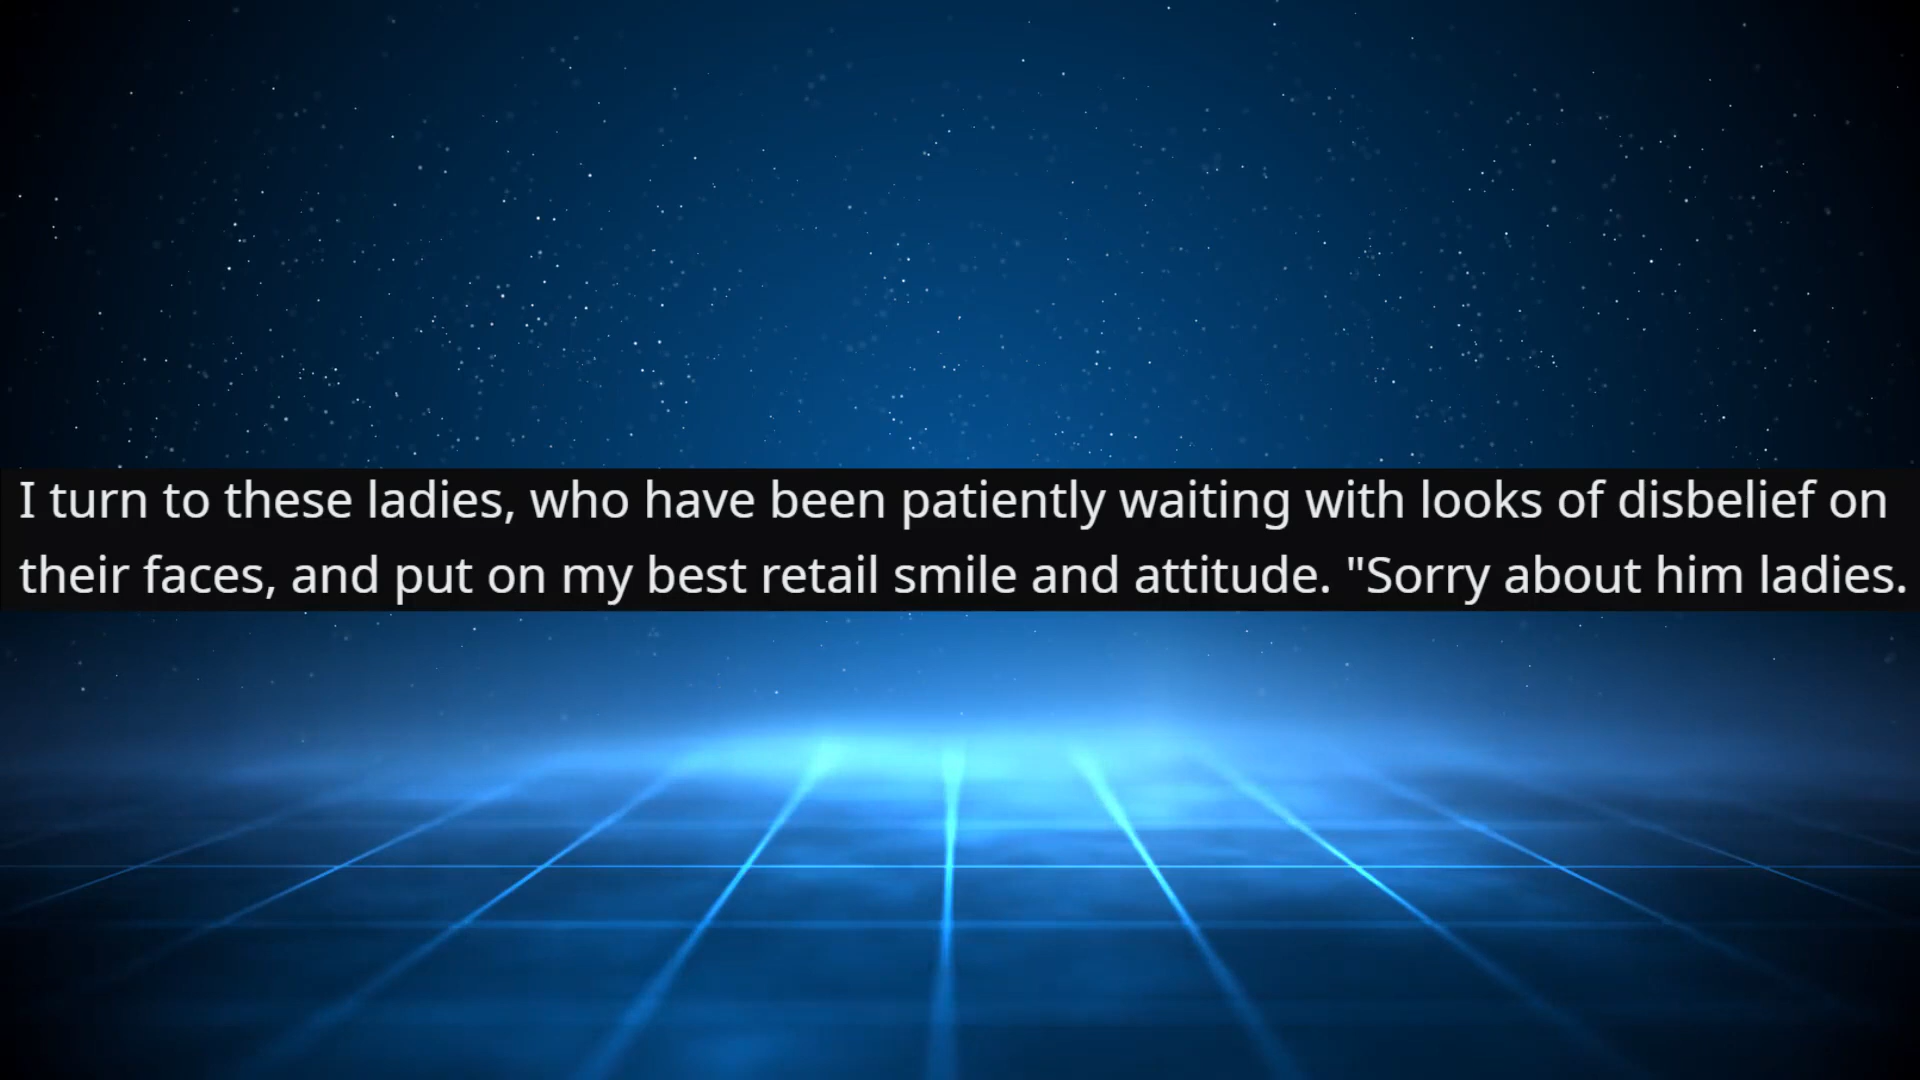 I turn to these ladies, who have been patiently waiting with looks of disbelief on
their faces, and put on my best retail smile and attitude. "Sorry about him ladies.